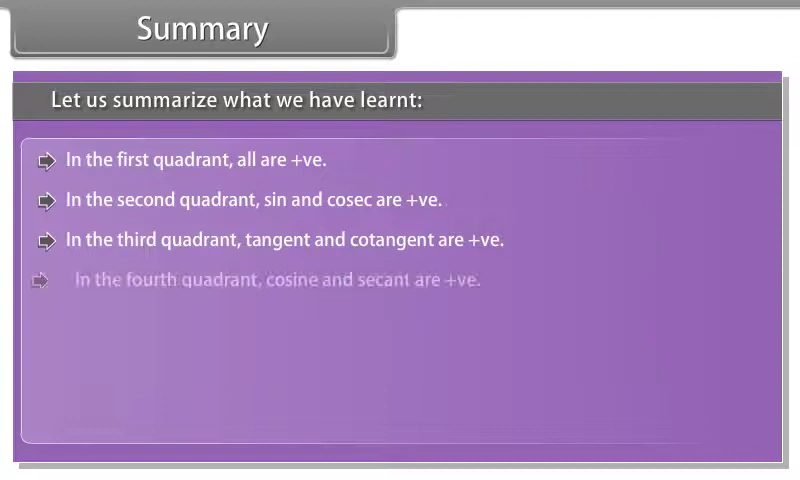 Summary
Let us summarize what we have learnt:
In the first quadrant, all are +ve.
In the second quadrant, sin and cosec are +ve.
In the third quadrant, tangent and cotangent are +ve.
In the fourth quadrant, cosine and secant are +ve.